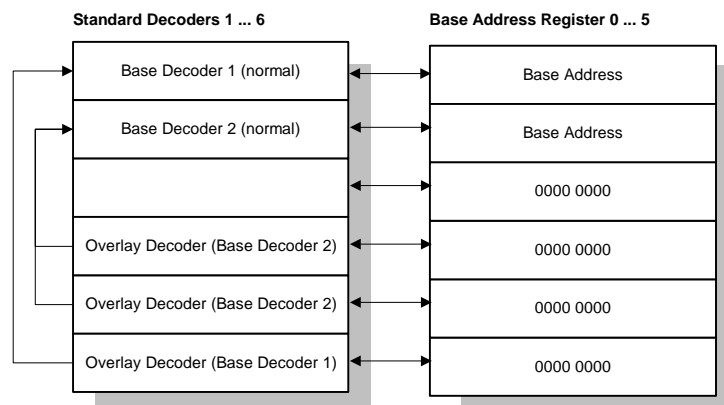 Standard Decoders 1 ... 6
Base Address Register 0 ... 5
Base Decoder 1 (normal)
Base Address
Base Decoder 2 (normal)
Base Address
0000 0000
Overlay Decoder (Base Decoder 2)
0000 0000
Overlay Decoder (Base Decoder 2)
0000 0000
Overlay Decoder (Base Decoder 1)
0000 0000